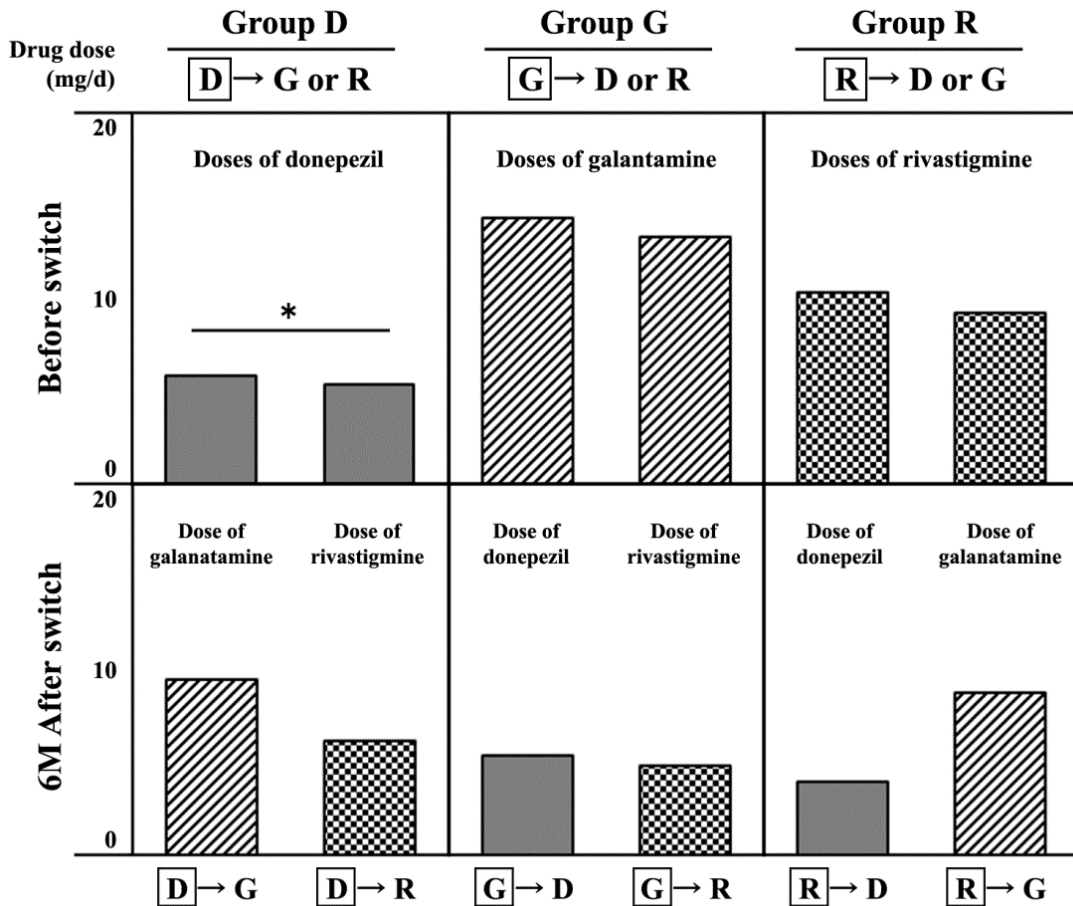 Group D
Group G
Group R
Drug dose
(mg/d)
D → G or R
G → D or R
R → D or G
Before switch
20
10
0
Doses of donepezil
Doses of galantamine
Doses of rivastigmine
*
6M After switch
20
10
0
Dose of
galanatamine
Dose of
rivastigmine
Dose of
donepezil
Dose of
rivastigmine
Dose of
donepezil
Dose of
galanatamine
D → G
D → R
G → D
G → R
R → D
R → G